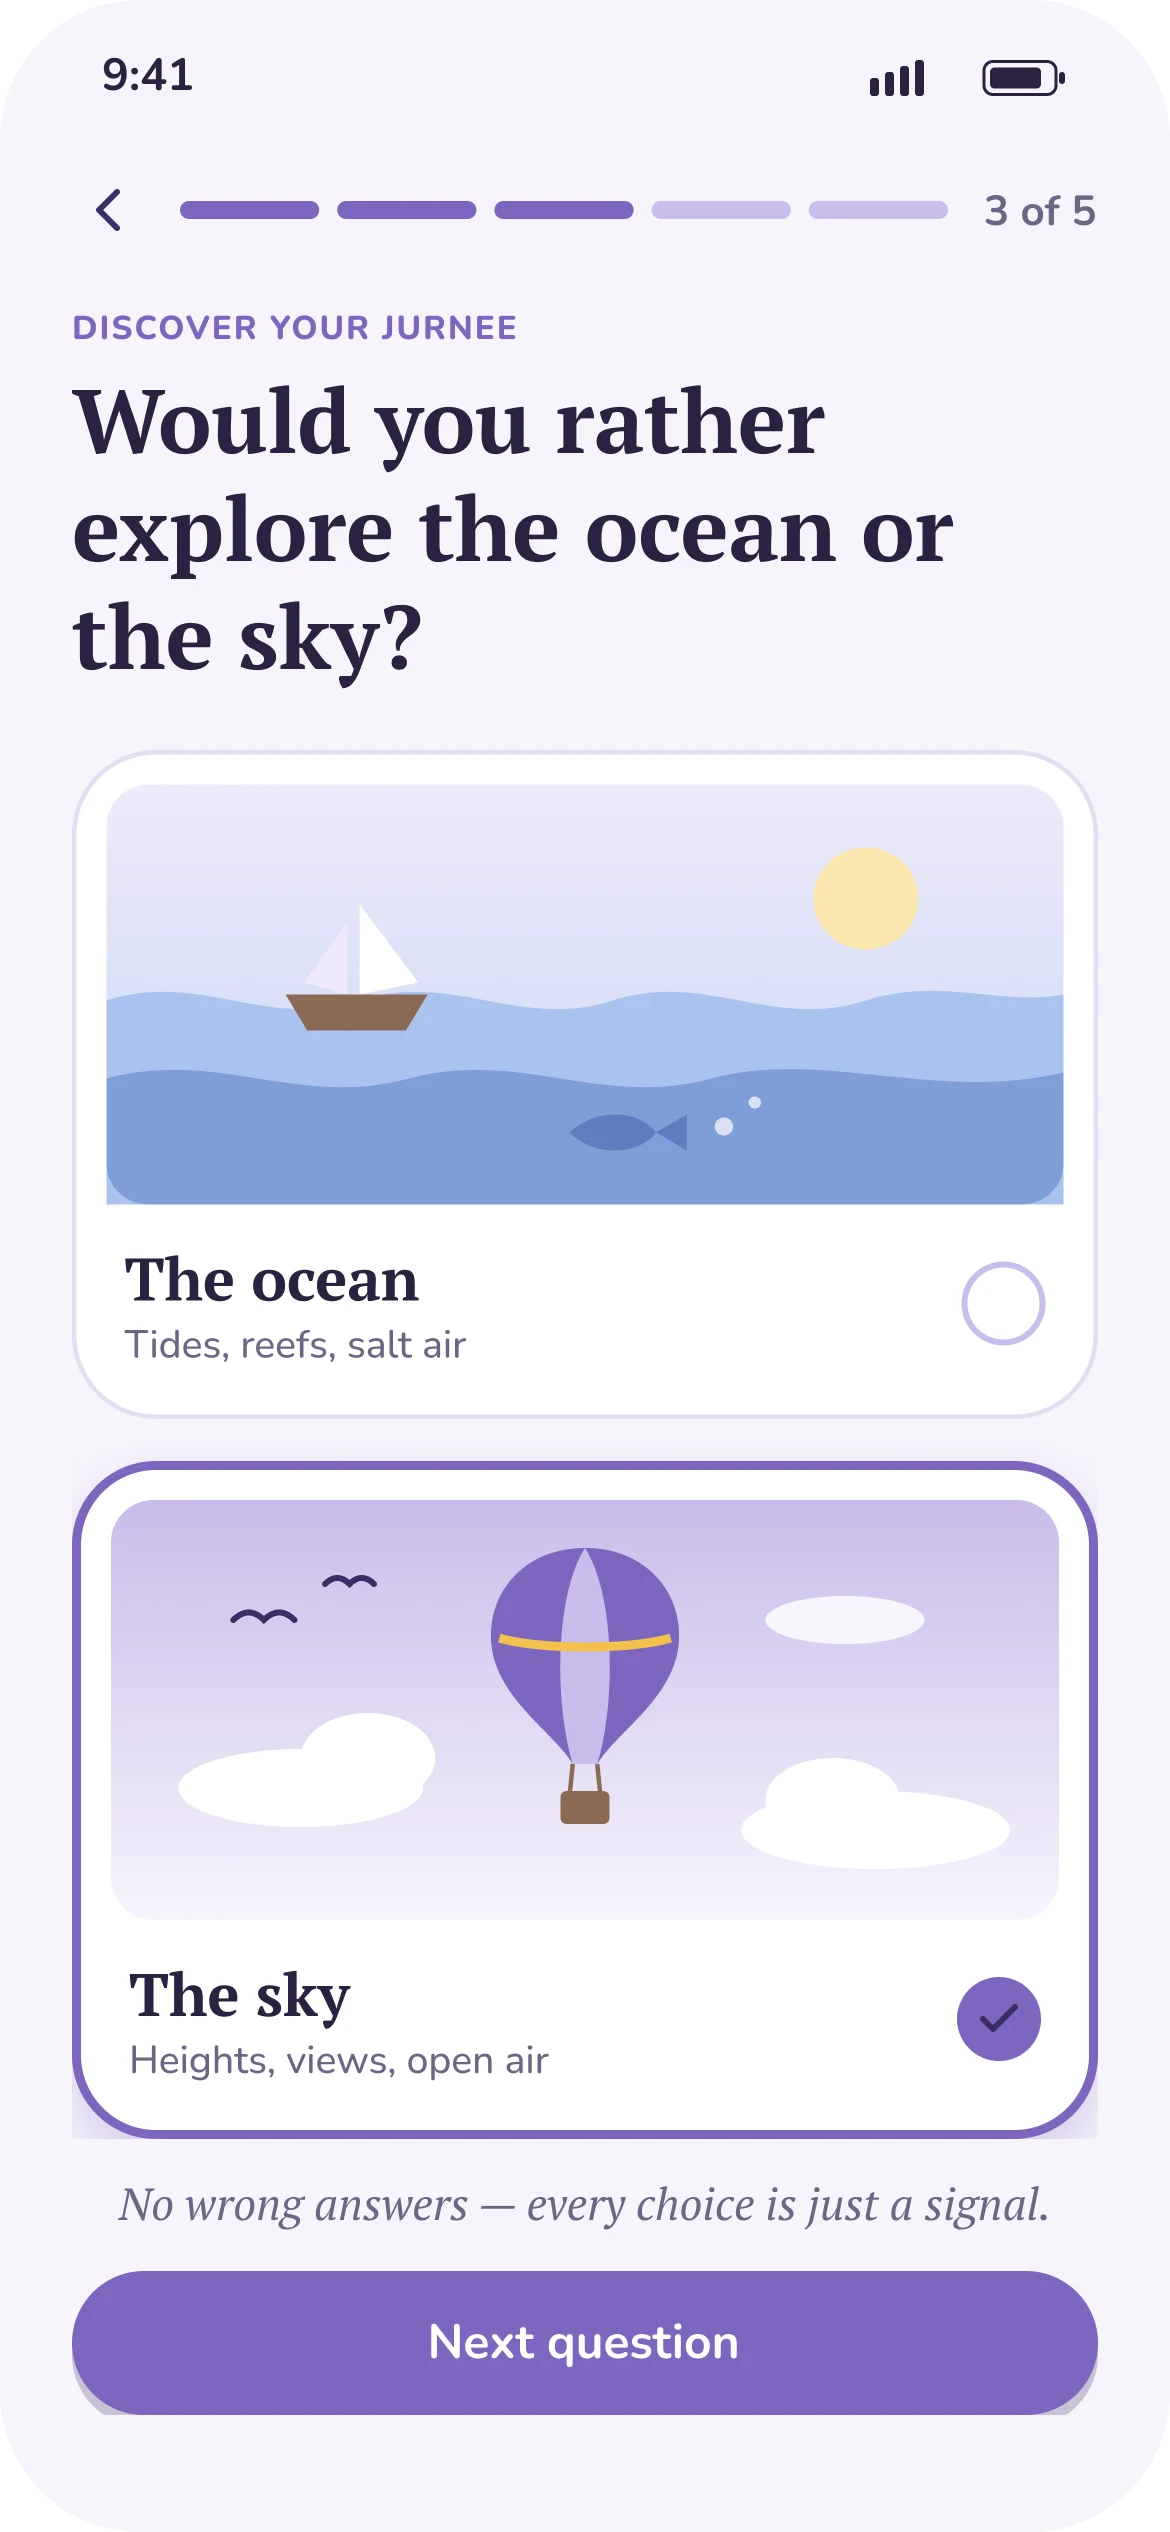 9:41
3 of 5
DISCOVER YOUR JURNEE
Would you rather
explore the ocean or
the sky?
The ocean
Tides, reefs, salt air
The sky
Heights, views, open air
No wrong answers — every choice is just a signal.
Next question